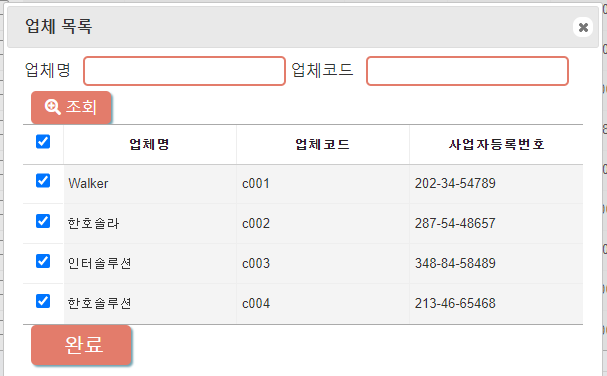 업체 목록
업체명 업체코드
조회
업체명 업체코드 사업자등록번호
Walker c001 202-34-54789
한호솔라 c002 287-54-48657
인터솔루션 c003 348-84-58489
한호솔루션 c004 213-46-65468
완료